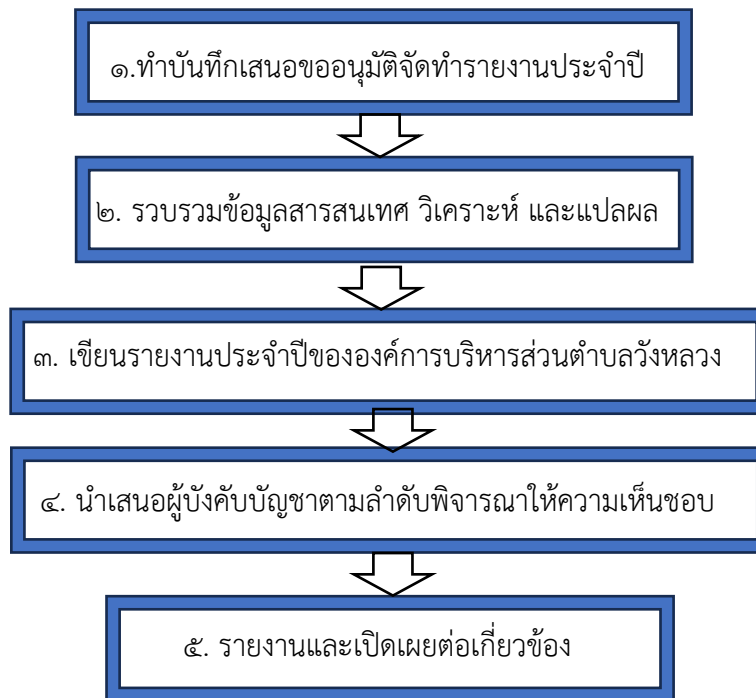 ๑.ทำบันทึกเสนอขออนุมัติจัดทำรายงานประจำปี
๒. รวบรวมข้อมูลสารสนเทศ วิเคราะห์ และแปลผล
๓. เขียนรายงานประจำปีขององค์การบริหารส่วนตำบลวังหลวง
๔. นำเสนอผู้บังคับบัญชาตามลำดับพิจารณาให้ความเห็นชอบ
๕. รายงานและเปิดเผยต่อเกี่ยวข้อง